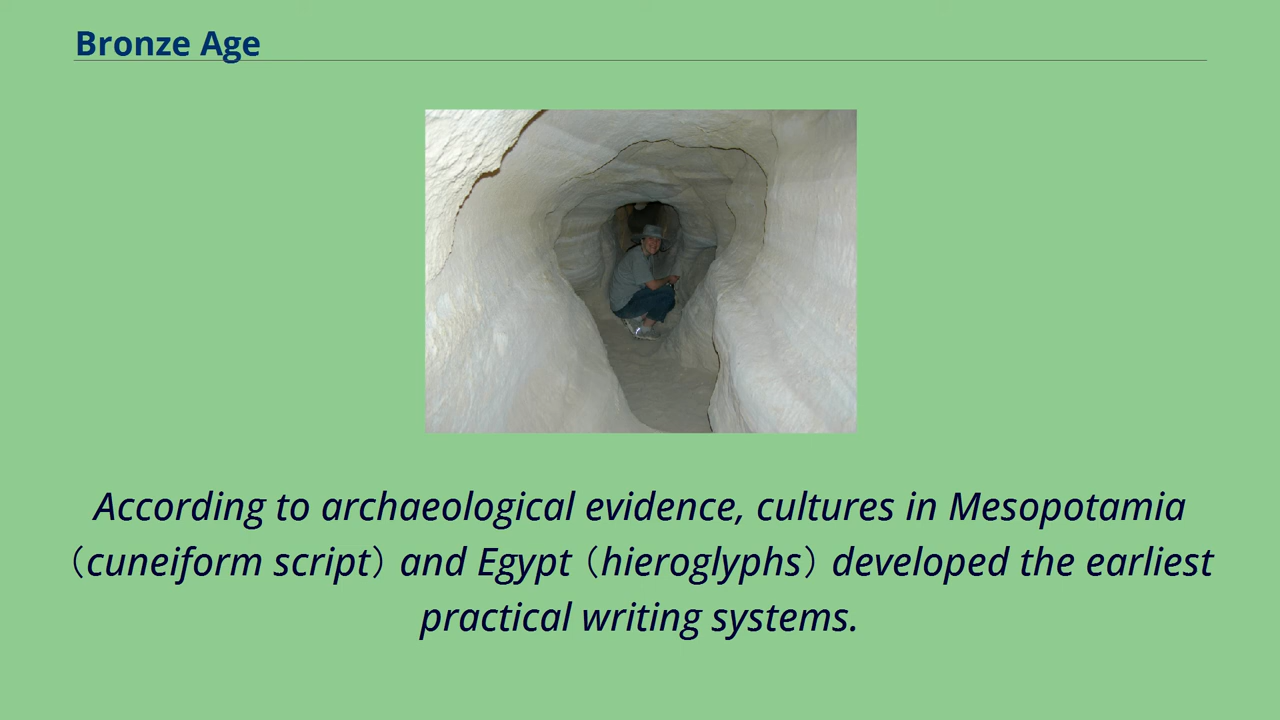 Bronze Age
According to archaeological evidence, cultures in Mesopotamia
（cuneiform script） and Egypt （hieroglyphs） developed the earliest
practical writing systems.